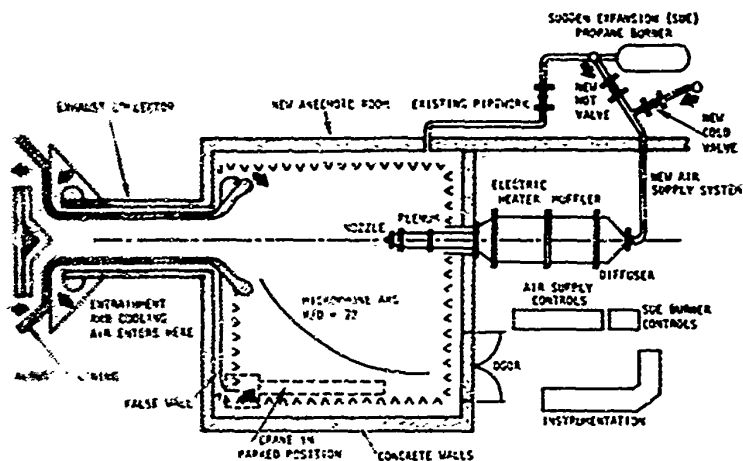 SUDDEN EXPANSION (SUE)
PROPANE BURNER
EXHAUST COLLECTOR
NEW ANECHOIC ROOM
EXISTING PIPEWORK
NEW
HOT
VALVE
NEW
COLD
VALVE
NEW AIR
SUPPLY SYSTEM
ELECTRIC
HEATER
MUFFLER
NOZZLE
PLENUM
DIFFUSER
ENTRAINMENT
AND COOLING
AIR ENTERS HERE
MICROPHONE ARC
AIR SUPPLY
CONTROLS
SUE BURNER
CONTROLS
LINING
DOOR
FALSE WALL
INSTRUMENTATION
CRANE IN
PARKED POSITION
CONCRETE WALLS